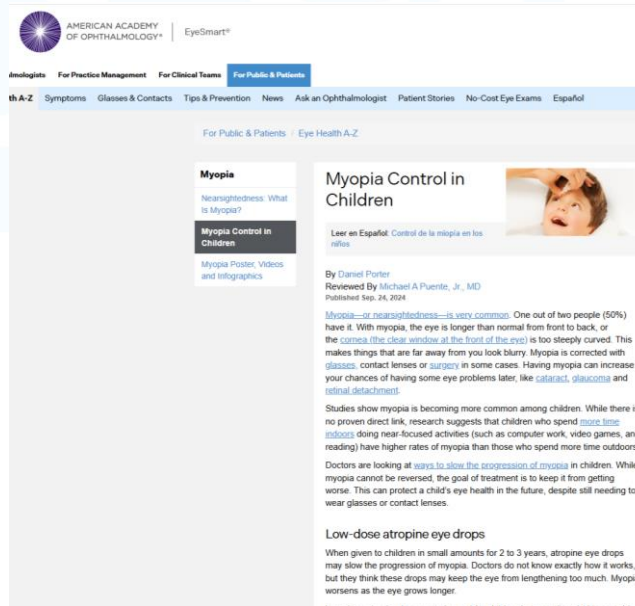 AMERICAN ACADEMY
OF OPHTHALMOLOGY®
EyeSmart®
For Practice Management For Clinical Teams For Public & Patients
Symptoms Glasses & Contacts Tips & Prevention News Ask an Ophthalmologist Patient Stories No-Cost Eye Exams Español
For Public & Patients / Eye Health A-Z
Myopia
Nearsightedness: What
Is Myopia?
Myopia Control in
Children
Myopia Poster, Videos
and Infographics
Myopia Control in
Children
Leer en Español: Control de la miopía en los
niños
By Daniel Porter
Reviewed By Michael A Puente, Jr., MD
Published Sep. 24, 2024
Myopia—or nearsightedness—is very common. One out of two people (50%)
have it. With myopia, the eye is longer than normal from front to back, or
the cornea (the clear window at the front of the eye) is too steeply curved. This
makes things that are far away from you look blurry. Myopia is corrected with
glasses, contact lenses or surgery in some cases. Having myopia can increase
your chances of having some eye problems later, like cataract, glaucoma and
retinal detachment.
Studies show myopia is becoming more common among children. While there
no proven direct link, research suggests that children who spend more time
indoors doing near-focused activities (such as computer work, video games,
reading) have higher rates of myopia than those who spend more time outdoors
Doctors are looking at ways to slow the progression of myopia in children. While
myopia cannot be reversed, the goal of treatment is to keep it from getting
worse. This can protect a child's eye health in the future, despite still needing to
wear glasses or contact lenses.
Low-dose atropine eye drops
When given to children in small amounts for 2 to 3 years, atropine eye drops
may slow the progression of myopia. Doctors do not know exactly how it works,
but they think these drops may keep the eye from lengthening too much. Myopia
worsens as the eye grows longer.